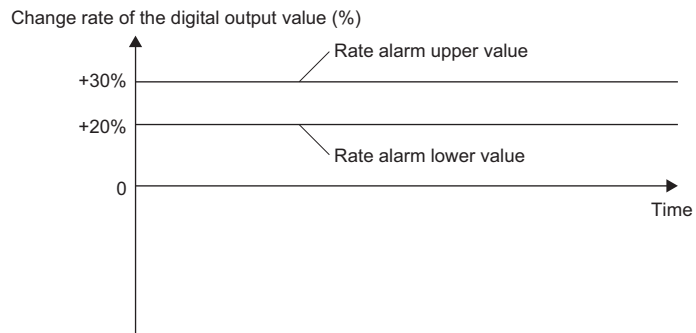 Change rate of the digital output value (%)
Rate alarm upper value
+30%
+20%
Rate alarm lower value
0
Time